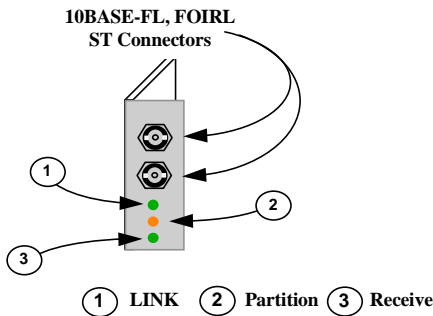 10BASE-FL, FOIRL
ST Connectors
1
2
3
1 LINK 2 Partition 3 Receive